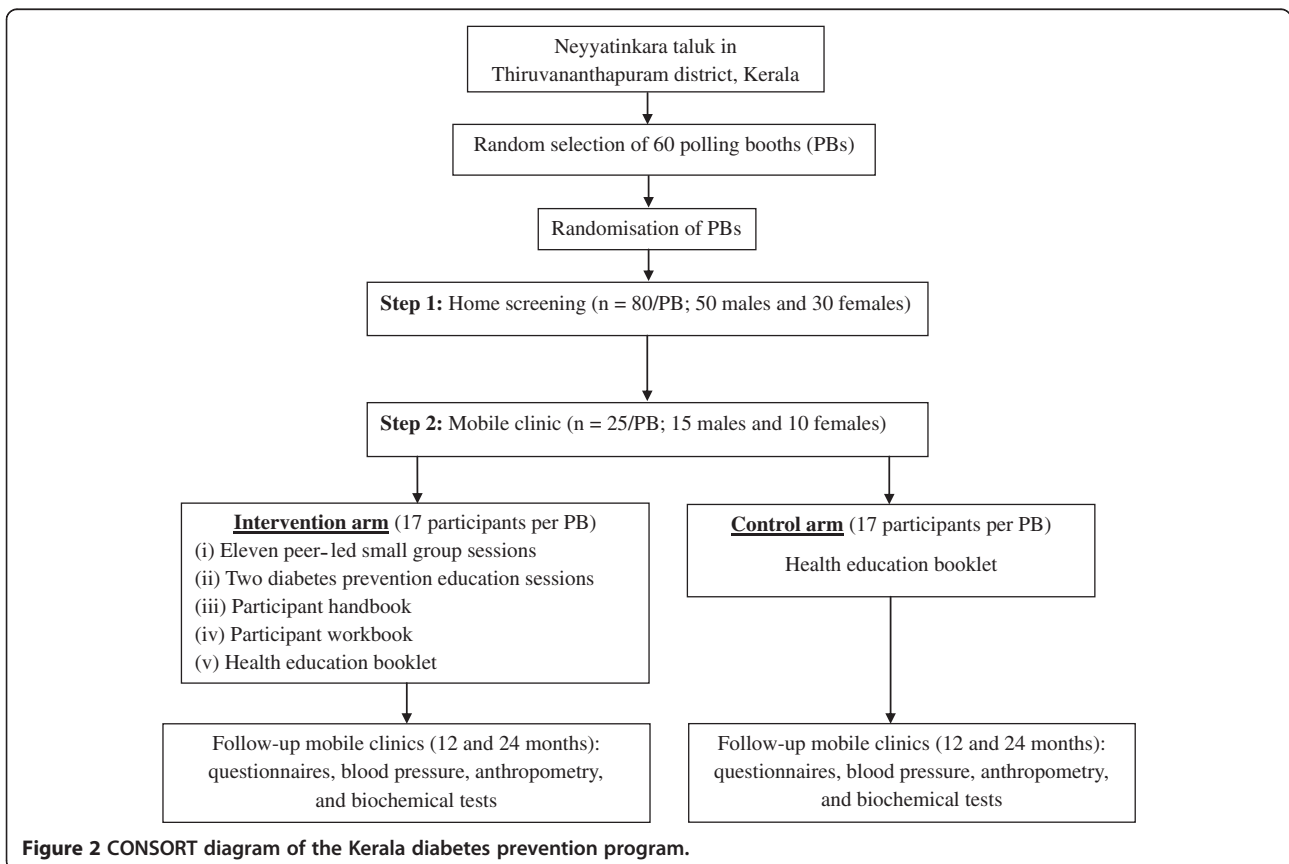 Neyyatinkara taluk in
Thiruvananthapuram district, Kerala
Random selection of 60 polling booths (PBs)
Randomisation of PBs
Step 1: Home screening (n = 80/PB; 50 males and 30 females)
Step 2: Mobile clinic (n = 25/PB; 15 males and 10 females)
Intervention arm (17 participants per PB)
(i) Eleven peer-led small group sessions
(ii) Two diabetes prevention education sessions
(iii) Participant handbook
(iv) Participant workbook
(v) Health education booklet
Control arm (17 participants per PB)
Health education booklet
Follow-up mobile clinics (12 and 24 months):
questionnaires, blood pressure, anthropometry,
and biochemical tests
Follow-up mobile clinics (12 and 24 months):
questionnaires, blood pressure, anthropometry,
and biochemical tests
Figure 2 CONSORT diagram of the Kerala diabetes prevention program.